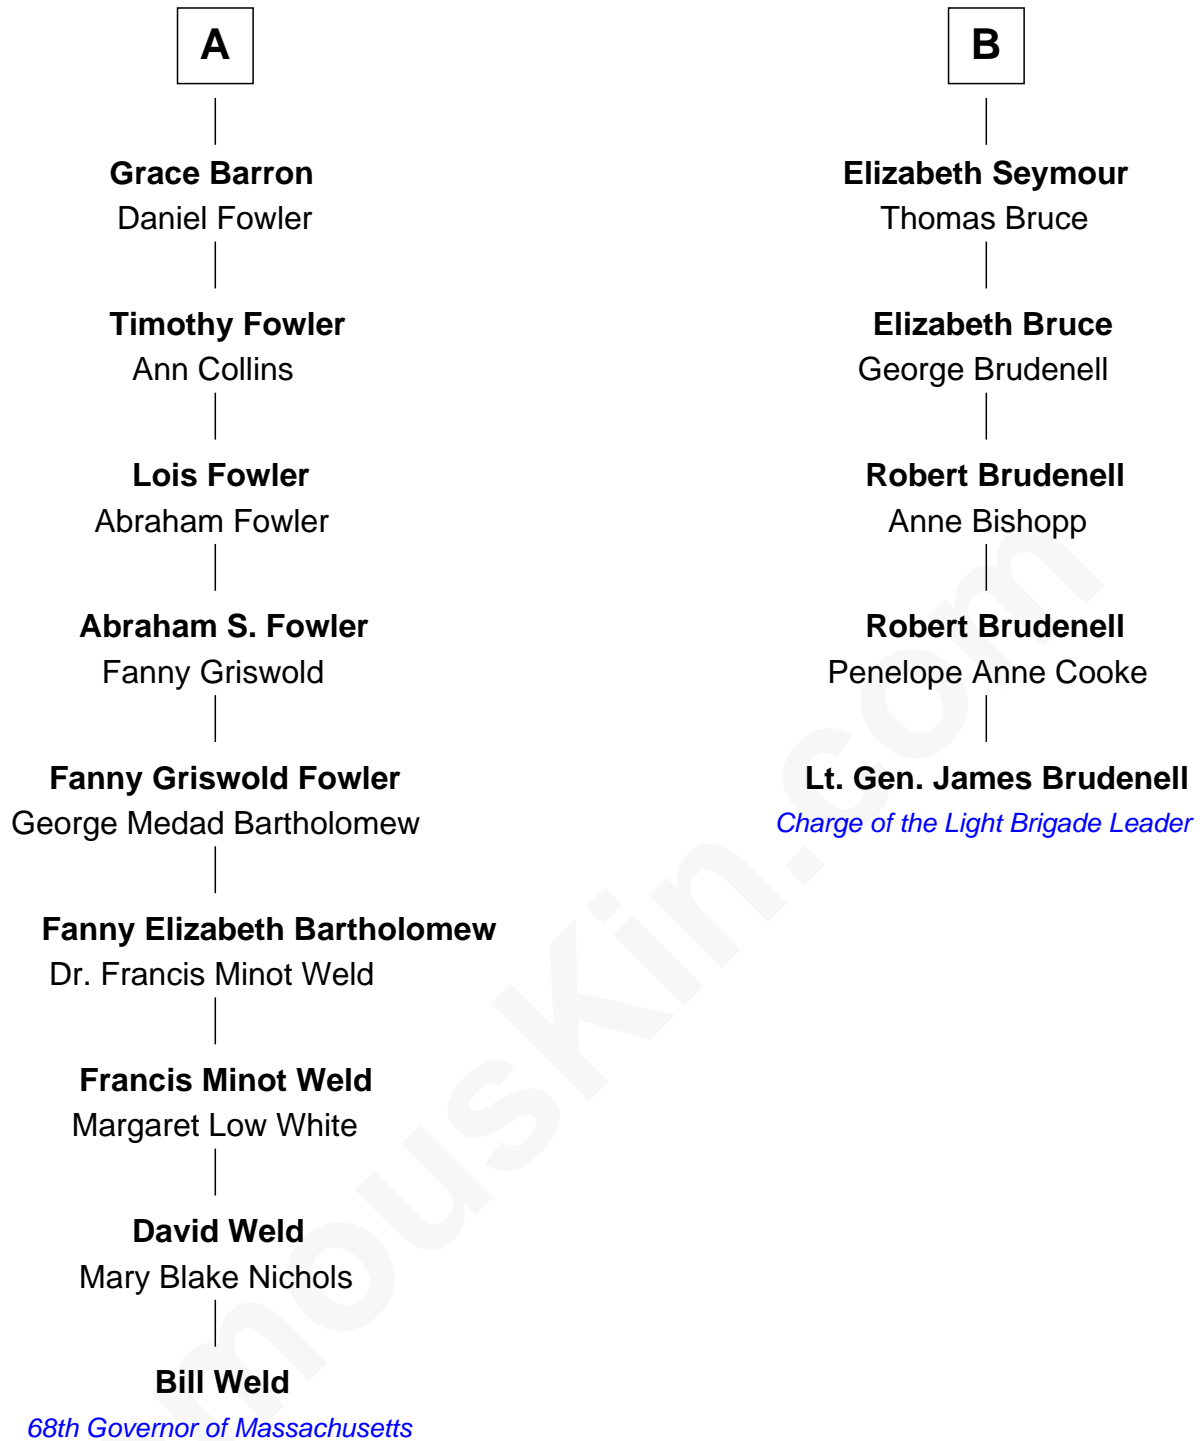 A
Grace Barron
Daniel Fowler
Timothy Fowler
Ann Collins
Lois Fowler
Abraham Fowler
Abraham S. Fowler
Fanny Griswold
Fanny Griswold Fowler
George Medad Bartholomew
Fanny Elizabeth Bartholomew
Dr. Francis Minot Weld
Francis Minot Weld
Margaret Low White
David Weld
Mary Blake Nichols
Bill Weld
68th Governor of Massachusetts
B
Elizabeth Seymour
Thomas Bruce
Elizabeth Bruce
George Brudenell
Robert Brudenell
Anne Bishopp
Robert Brudenell
Penelope Anne Cooke
Lt. Gen. James Brudenell
Charge of the Light Brigade Leader
mouskin.com